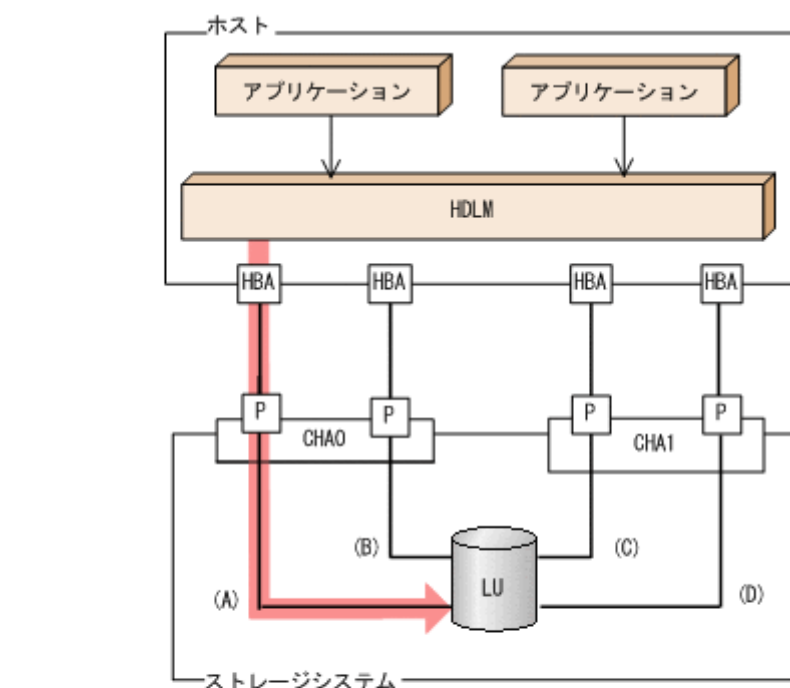 ホスト
アプリケーション
アプリケーション
HDLM
HBA
HBA
HBA
HBA
P
P
P
P
CHA0
CHA1
(B)
(C)
(A)
LU
(D)
ストレージシステム